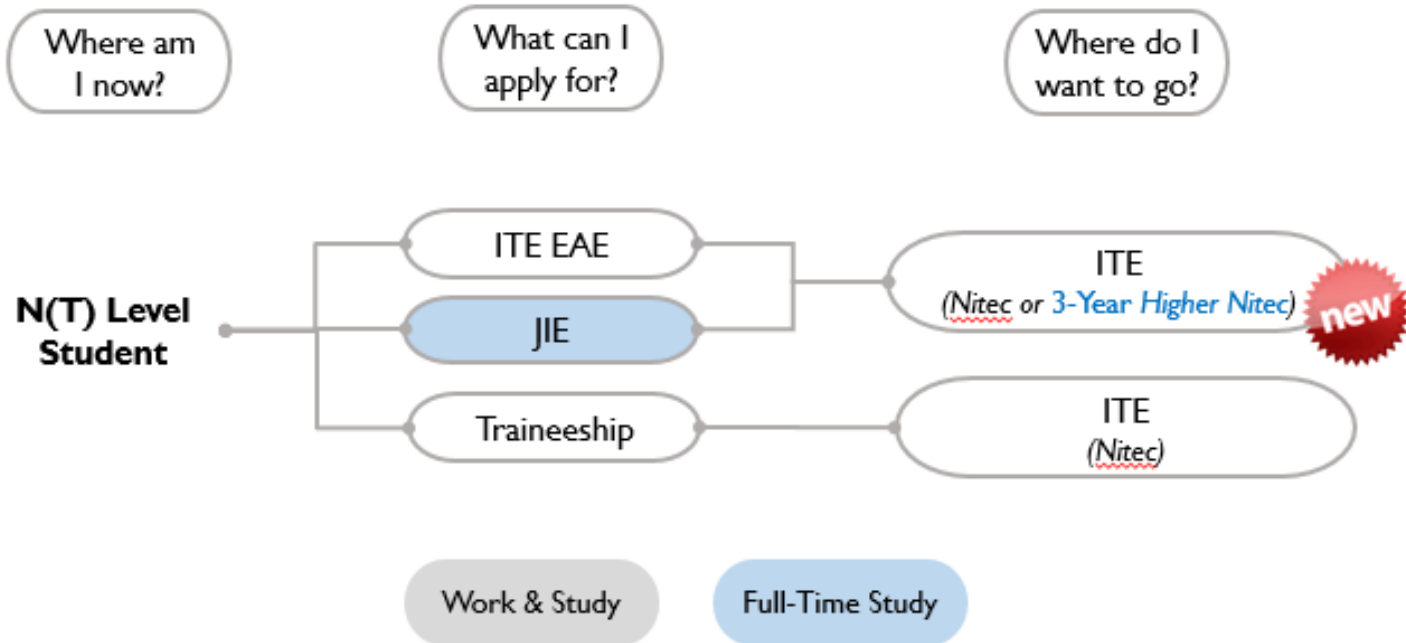 Where am
I now?
What can I
apply for?
Where do I
want to go?
N(T) Level
Student
ITE EAE
JIE
Traineeship
ITE
(Nitec or 3-Year Higher Nitec)
new
ITE
(Nitec)
Work & Study
Full-Time Study